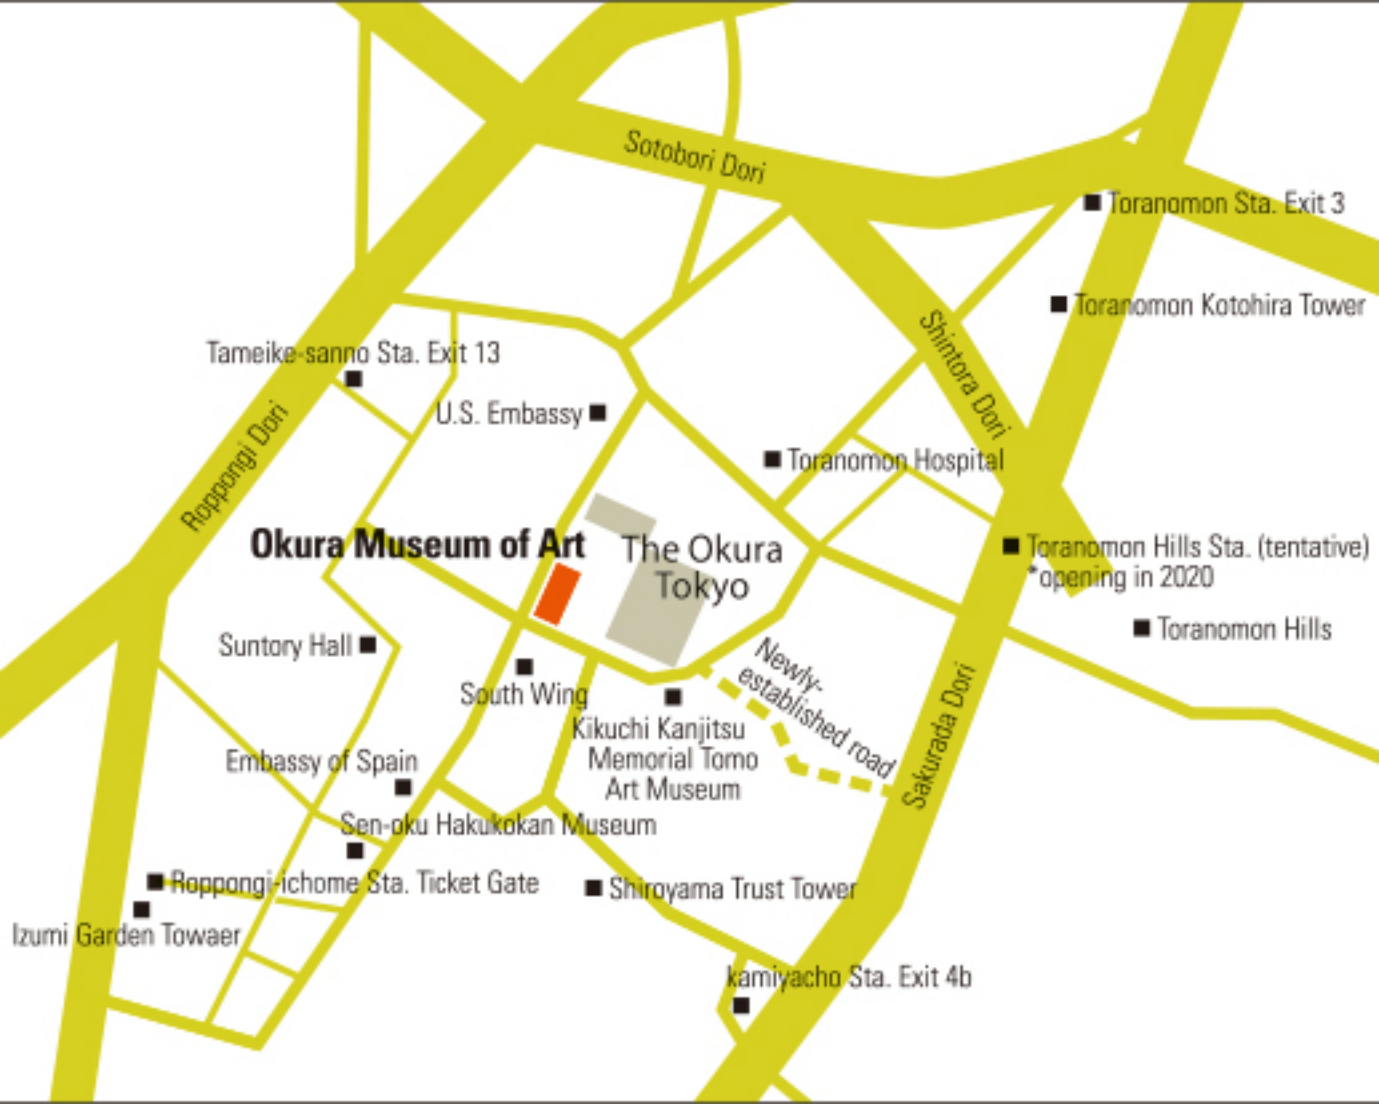 Sotobori Dori
Toranomon Sta. Exit 3
Toranomon Kotohira Tower
Shintora Dori
Tameike-sanno Sta. Exit 13
U.S. Embassy
Roppongi Dori
Toranomon Hospital
Okura Museum of Art
The Okura
Tokyo
Toranomon Hills Sta. (tentative)
*opening in 2020
Toranomon Hills
Suntory Hall
South Wing
Newly-
established road
Sakurada Dori
Kikuchi Kanjitsu
Memorial Tomo
Art Museum
Embassy of Spain
Sen-oku Hakukokan Museum
Roppongi-ichome Sta. Ticket Gate
Shiroyama Trust Tower
Izumi Garden Towaer
kamiyacho Sta. Exit 4b